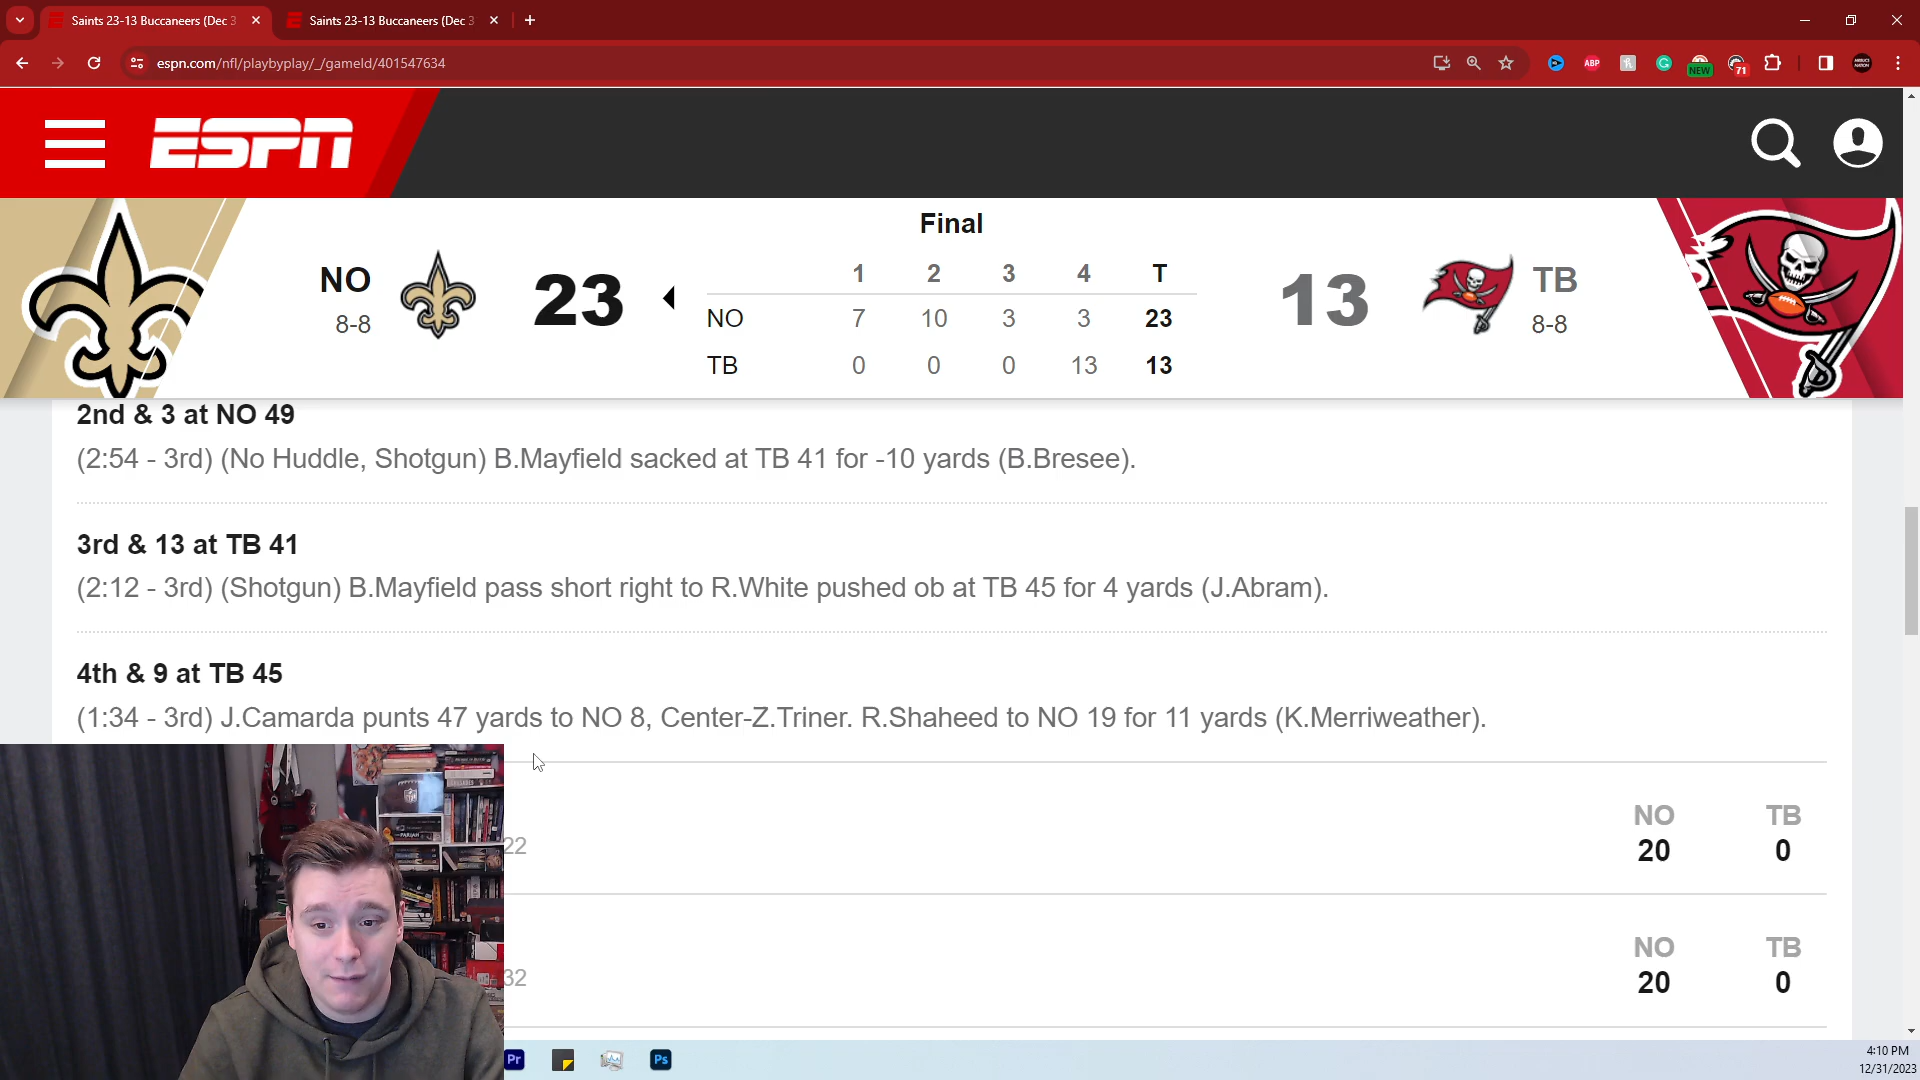 Saints 23-13 Buccaneers (Dec 3
Saints 23-13 Buccaneers (Dec 3
espn.com/nfl/playbyplay/_/gameId/401547634
ABP
NEW
71
ESPN
Final
NO
8-8
23
1 2 3 4 T
NO 7 10 3 3 23
TB 0 0 0 13 13
13
TB
8-8
2nd & 3 at NO 49
(2:54 - 3rd) (No Huddle, Shotgun) B.Mayfield sacked at TB 41 for -10 yards (B.Bresee).
3rd & 13 at TB 41
(2:12 - 3rd) (Shotgun) B.Mayfield pass short right to R.White pushed ob at TB 45 for 4 yards (J.Abram).
4th & 9 at TB 45
(1:34 - 3rd) J.Camarda punts 47 yards to NO 8, Center-Z.Triner. R.Shaheed to NO 19 for 11 yards (K.Merriweather).
NO TB
22
20 0
NO TB
32
20 0
Pr
Ps
4:10 PM
12/31/2023